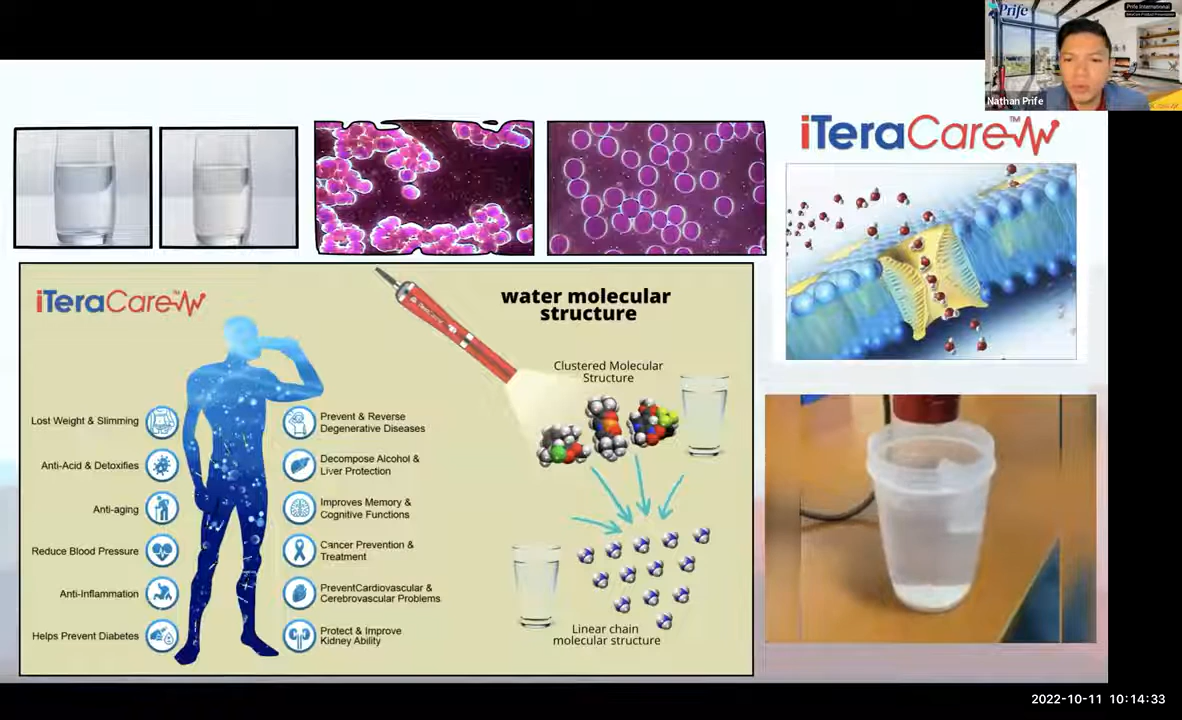 Prife
Prife International
Nathan Prife
iTeraCare™
iTeraCare™
water molecular
structure
Clustered Molecular
Structure
Lost Weight & Slimming
Prevent & Reverse
Degenerative Diseases
Anti-Acid & Detoxifies
Decompose Alcohol &
Liver Protection
Anti-aging
Improves Memory &
Cognitive Functions
Reduce Blood Pressure
Cancer Prevention &
Treatment
Anti-Inflammation
PreventCardiovascular &
Cerebrovascular Problems
Helps Prevent Diabetes
Protect & Improve
Kidney Ability
Linear chain
molecular structure
2022-10-11 10:14:33